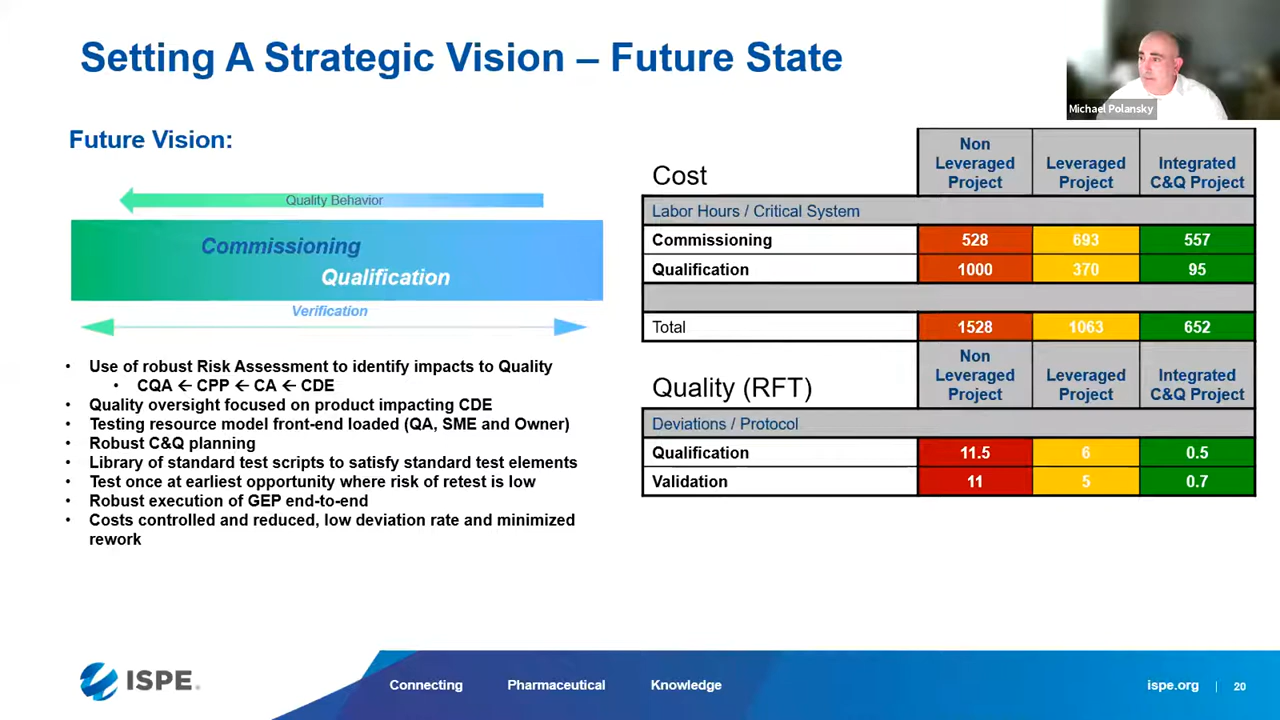 Setting A Strategic Vision – Future State
Michael Polansky
Future Vision:
Quality Behavior
Commissioning
Qualification
Verification
• Use of robust Risk Assessment to identify impacts to Quality
• CQA ← CPP ← CA ← CDE
• Quality oversight focused on product impacting CDE
• Testing resource model front-end loaded (QA, SME and Owner)
• Robust C&Q planning
• Library of standard test scripts to satisfy standard test elements
• Test once at earliest opportunity where risk of retest is low
• Robust execution of GEP end-to-end
• Costs controlled and reduced, low deviation rate and minimized
rework
Cost
Non
Leveraged
Project
Leveraged
Project
Integrated
C&Q Project
Labor Hours / Critical System
Commissioning 528 693 557
Qualification 1000 370 95
Total 1528 1063 652
Quality (RFT)
Non
Leveraged
Project
Leveraged
Project
Integrated
C&Q Project
Deviations / Protocol
Qualification 11.5 6 0.5
Validation 11 5 0.7
ISPE®
Connecting Pharmaceutical Knowledge
ispe.org | 20